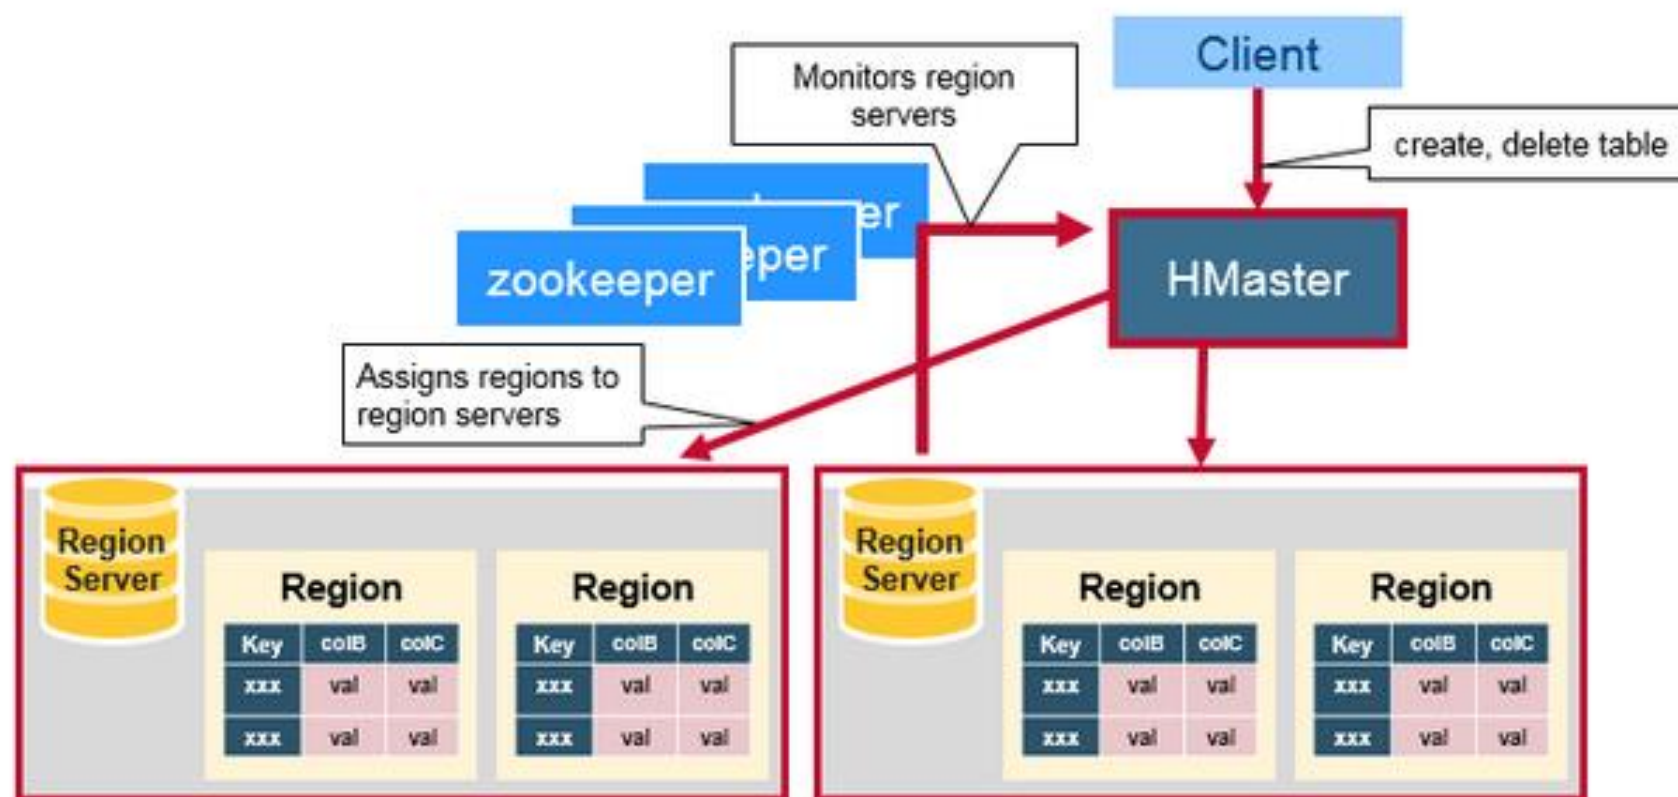 Client
Monitors region
servers
create, delete table
er
eper
zookeeper
HMaster
Assigns regions to
region servers
Region
Server
Region
Key colB colC
xxx val val
xxx val val
Region
Key colB colC
xxx val val
xxx val val
Region
Server
Region
Key colB colC
xxx val val
xxx val val
Region
Key colB colC
xxx val val
xxx val val